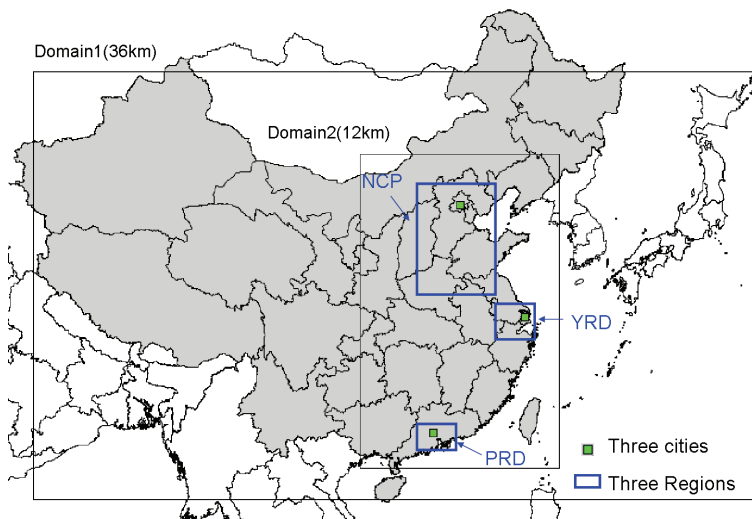 Domain1(36km)
Domain2(12km)
NCP
YRD
PRD
Three cities
Three Regions